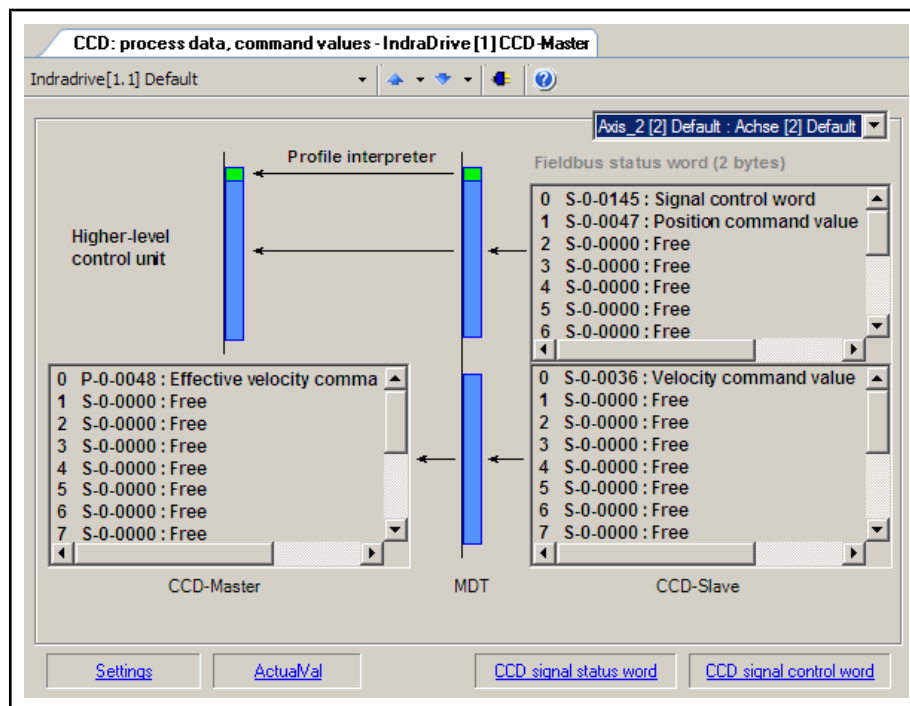 CCD: process data, command values - IndraDrive [1] CCD-Master
Indradrive[1.1] Default
Axis_2 [2] Default : Achse [2] Default
Profile interpreter
Fieldbus status word (2 bytes)
Higher-level
control unit
0 S-0-0145 : Signal control word
1 S-0-0047 : Position command value
2 S-0-0000 : Free
3 S-0-0000 : Free
4 S-0-0000 : Free
5 S-0-0000 : Free
6 S-0-0000 : Free
0 P-0-0048 : Effective velocity comma
1 S-0-0000 : Free
2 S-0-0000 : Free
3 S-0-0000 : Free
4 S-0-0000 : Free
5 S-0-0000 : Free
6 S-0-0000 : Free
7 S-0-0000 : Free
0 S-0-0036 : Velocity command value
1 S-0-0000 : Free
2 S-0-0000 : Free
3 S-0-0000 : Free
4 S-0-0000 : Free
5 S-0-0000 : Free
6 S-0-0000 : Free
7 S-0-0000 : Free
CCD-Master
MDT
CCD-Slave
Settings
ActualVal
CCD signal status word
CCD signal control word